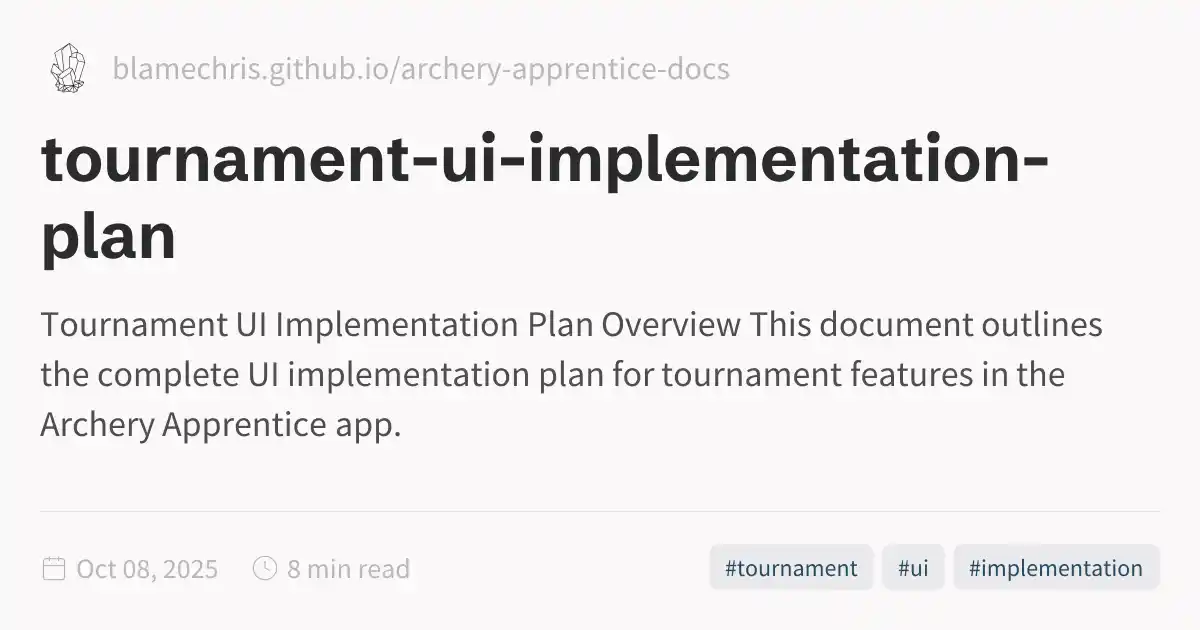 blamechris.github.io/archery-apprentice-docs
tournament-ui-implementation-
plan
Tournament UI Implementation Plan Overview This document outlines
the complete UI implementation plan for tournament features in the
Archery Apprentice app.
Oct 08, 2025 8 min read #tournament #ui #implementation